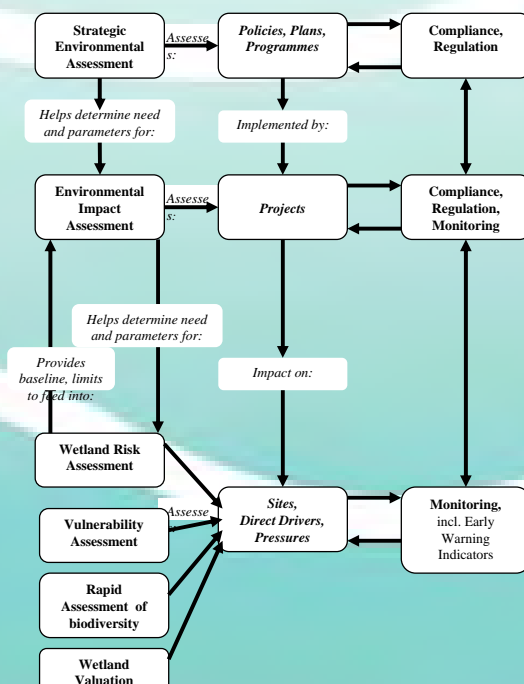 Strategic
Environmental
Assessment
Assesse
s:
Policies, Plans,
Programmes
Compliance,
Regulation
Helps determine need
and parameters for:
Implemented by:
Environmental
Impact
Assessment
Assesse
s:
Projects
Compliance,
Regulation,
Monitoring
Helps determine need
and parameters for:
Provides
baseline, limits
to feed into:
Impact on:
Wetland Risk
Assessment
Vulnerability
Assessment
Assesse
s:
Sites,
Direct Drivers,
Pressures
Monitoring,
incl. Early
Warning
Indicators
Rapid
Assessment of
biodiversity
Wetland
Valuation